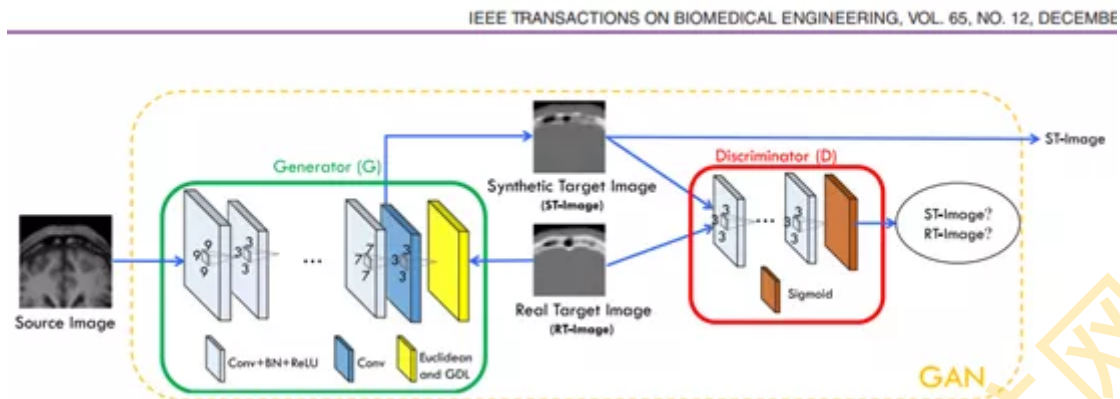 IEEE TRANSACTIONS ON BIOMEDICAL ENGINEERING, VOL. 65, NO. 12, DECEMBE
ST-Image
Generator (G)
Discriminator (D)
Synthetic Target Image
(ST-Image)
9 9 9
3 3 3
...
7 7 7
3 3 3
3 3 3
...
3 3 3
ST-Image?
RT-Image?
Source Image
Real Target Image
(RT-Image)
Sigmoid
Conv+BN+ReLU
Conv
Euclidean
and GDL
GAN